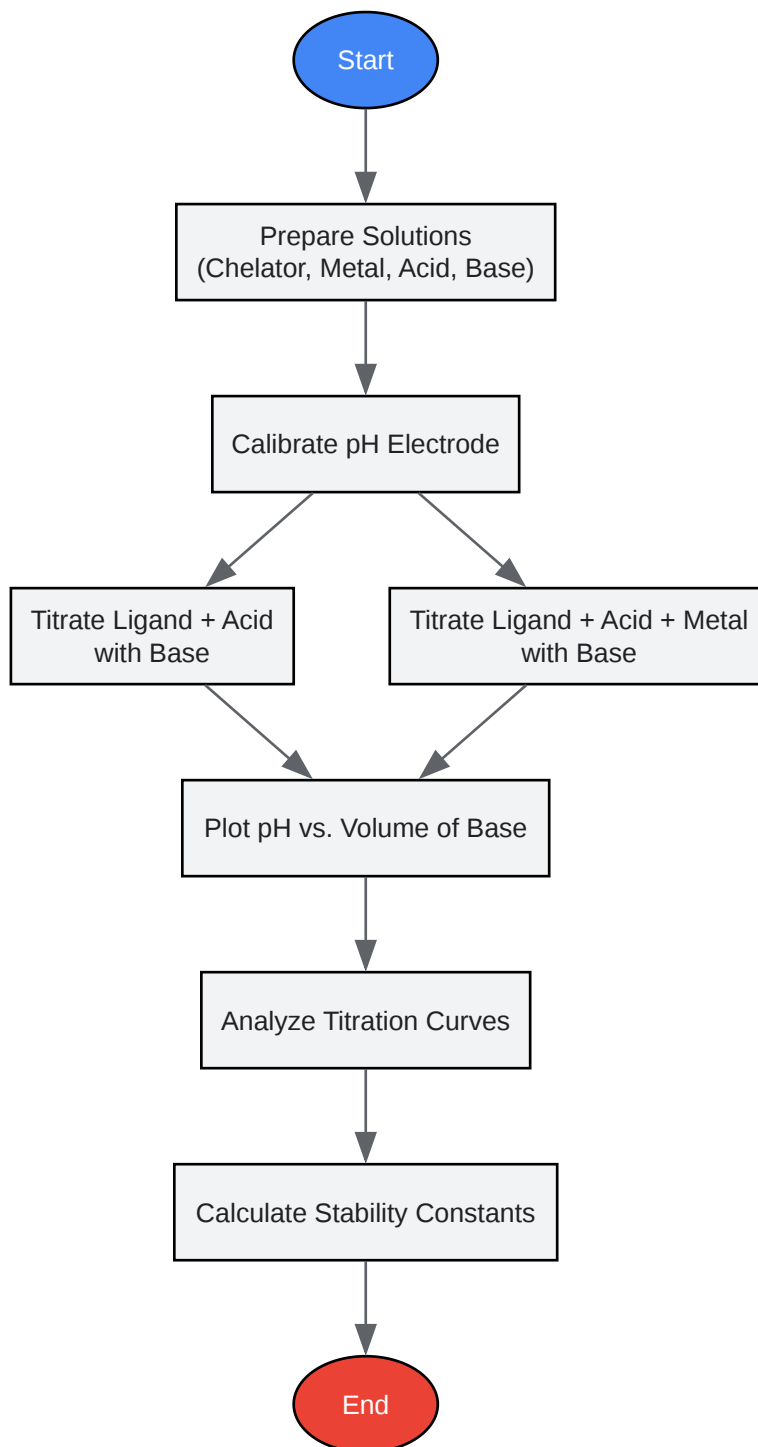 Start
Prepare Solutions
(Chelator, Metal, Acid, Base)
Calibrate pH Electrode
Titrate Ligand + Acid
with Base
Titrate Ligand + Acid + Metal
with Base
Plot pH vs. Volume of Base
Analyze Titration Curves
Calculate Stability Constants
End